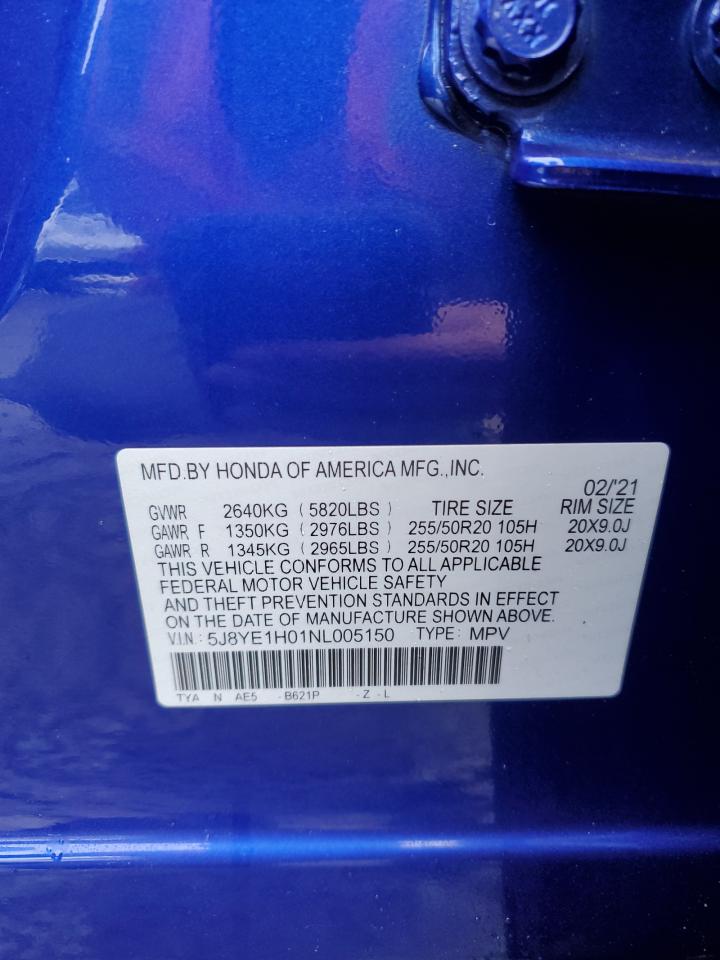 MFD.BY HONDA OF AMERICA MFG.,INC.
02/'21
GVWR 2640KG (5820LBS) TIRE SIZE RIM SIZE
GAWR F 1350KG (2976LBS) 255/50R20 105H 20X9.0J
GAWR R 1345KG (2965LBS) 255/50R20 105H 20X9.0J
THIS VEHICLE CONFORMS TO ALL APPLICABLE
FEDERAL MOTOR VEHICLE SAFETY
AND THEFT PREVENTION STANDARDS IN EFFECT
ON THE DATE OF MANUFACTURE SHOWN ABOVE.
V.I.N: 5J8YE1H01NL005150 TYPE: MPV
TYA N AE5 -B621P -Z -L